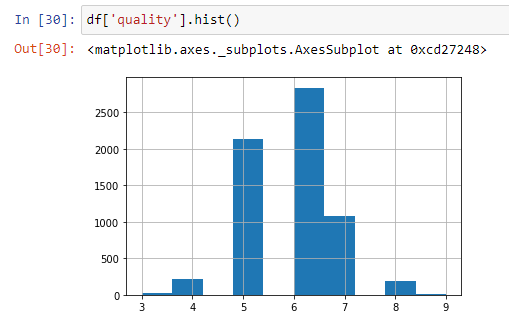 In [30]: df['quality'].hist()
Out[30]: <matplotlib.axes._subplots.AxesSubplot at 0xcd27248>
2500
2000
1500
1000
500
0
3 4 5 6 7 8 9